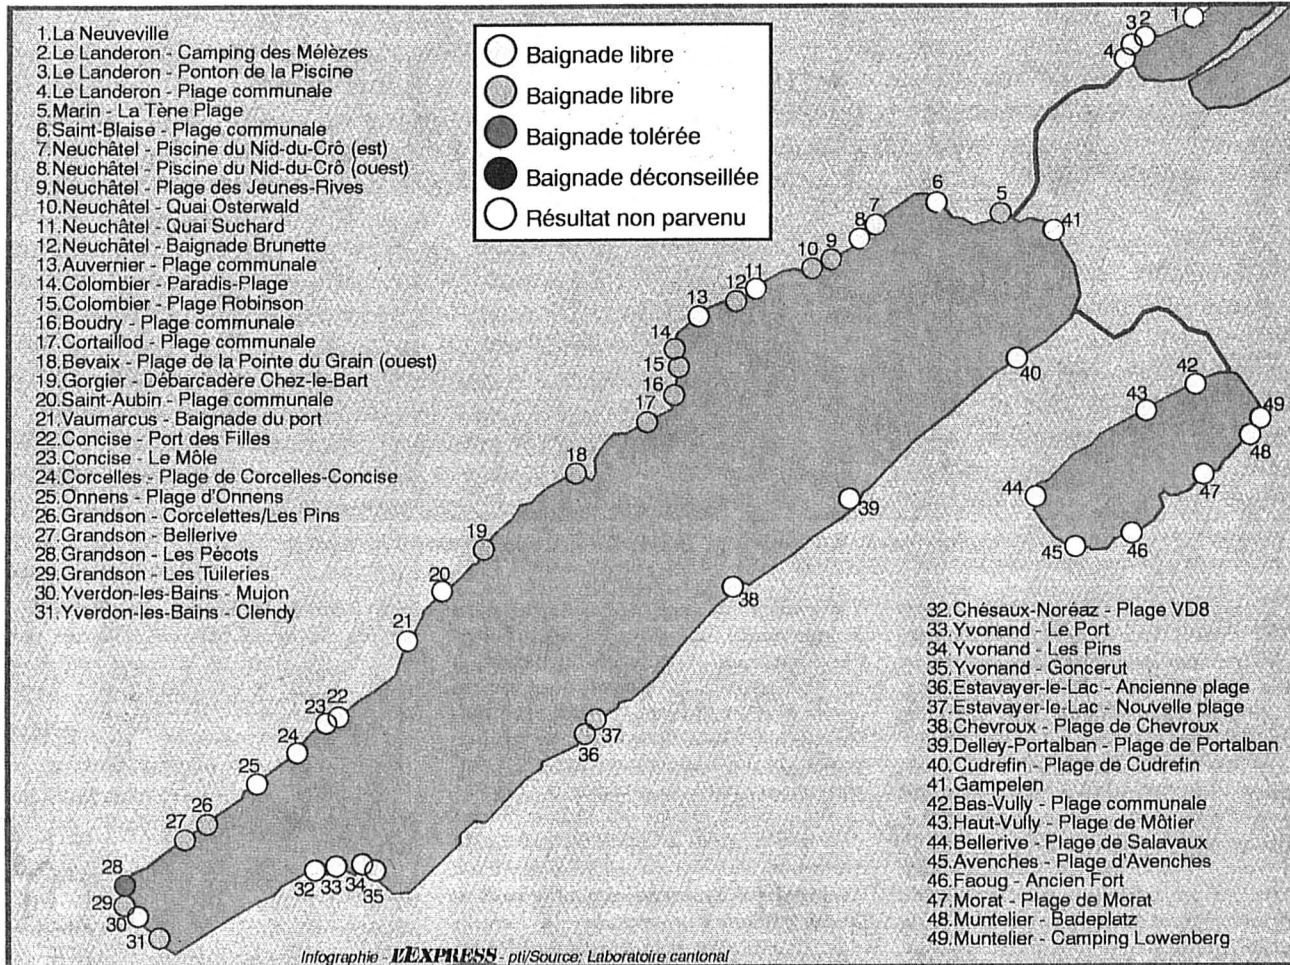 1.La Neuveville
2.Le Landeron - Camping des Mélèzes
3.Le Landeron - Ponton de la Piscine
4.Le Landeron - Plage communale
5.Marin - La Tène Plage
6.Saint-Blaise - Plage communale
7.Neuchâtel - Piscine du Nid-du-Crô (est)
8.Neuchâtel - Piscine du Nid-du-Crô (ouest)
9.Neuchâtel - Plage des Jeunes-Rives
10.Neuchâtel - Quai Osterwald
11.Neuchâtel - Quai Suchard
12.Neuchâtel - Baignade Brunette
13.Auvernier - Plage communale
14.Colombier - Paradis-Plage
15.Colombier - Plage Robinson
16.Boudry - Plage communale
17.Cortaillod - Plage communale
18.Bevaix - Plage de la Pointe du Grain (ouest)
19.Gorgier - Débarcadère Chez-le-Bart
20.Saint-Aubin - Plage communale
21.Vaumarcus - Baignade du port
22.Concise - Port des Filles
23.Concise - Le Môle
24.Corcelles - Plage de Corcelles-Concise
25.Onnens - Plage d'Onnens
26.Grandson - Corcelettes/Les Pins
27.Grandson - Bellerive
28.Grandson - Les Pécots
29.Grandson - Les Tuileries
30.Yverdon-les-Bains - Mujon
31.Yverdon-les-Bains - Clendy
Baignade libre
Baignade libre
Baignade tolérée
Baignade déconseillée
Résultat non parvenu
1
2
3
4
5
6
7
8
9
10
11
12
13
14
15
16
17
18
19
20
21
22
23
24
25
26
27
28
29
30
31
32
33
34
35
36
37
38
39
40
41
42
43
44
45
46
47
48
49
32.Chésaux-Noréaz - Plage VD8
33.Yvonand - Le Port
34.Yvonand - Les Pins
35.Yvonand - Goncerut
36.Estavayer-le-Lac - Ancienne plage
37.Estavayer-le-Lac - Nouvelle plage
38.Chevroux - Plage de Chevroux
39.Delley-Portalban - Plage de Portalban
40.Cudrefin - Plage de Cudrefin
41.Gampelen
42.Bas-Vully - Plage communale
43.Haut-Vully - Plage de Môtier
44.Bellerive - Plage de Salavaux
45.Avenches - Plage d'Avenches
46.Faoug - Ancien Fort
47.Morat - Plage de Morat
48.Muntelier - Badeplatz
49.Muntelier - Camping Lowenberg
Infographie - L'EXPRESS - pti/Source: Laboratoire cantonal